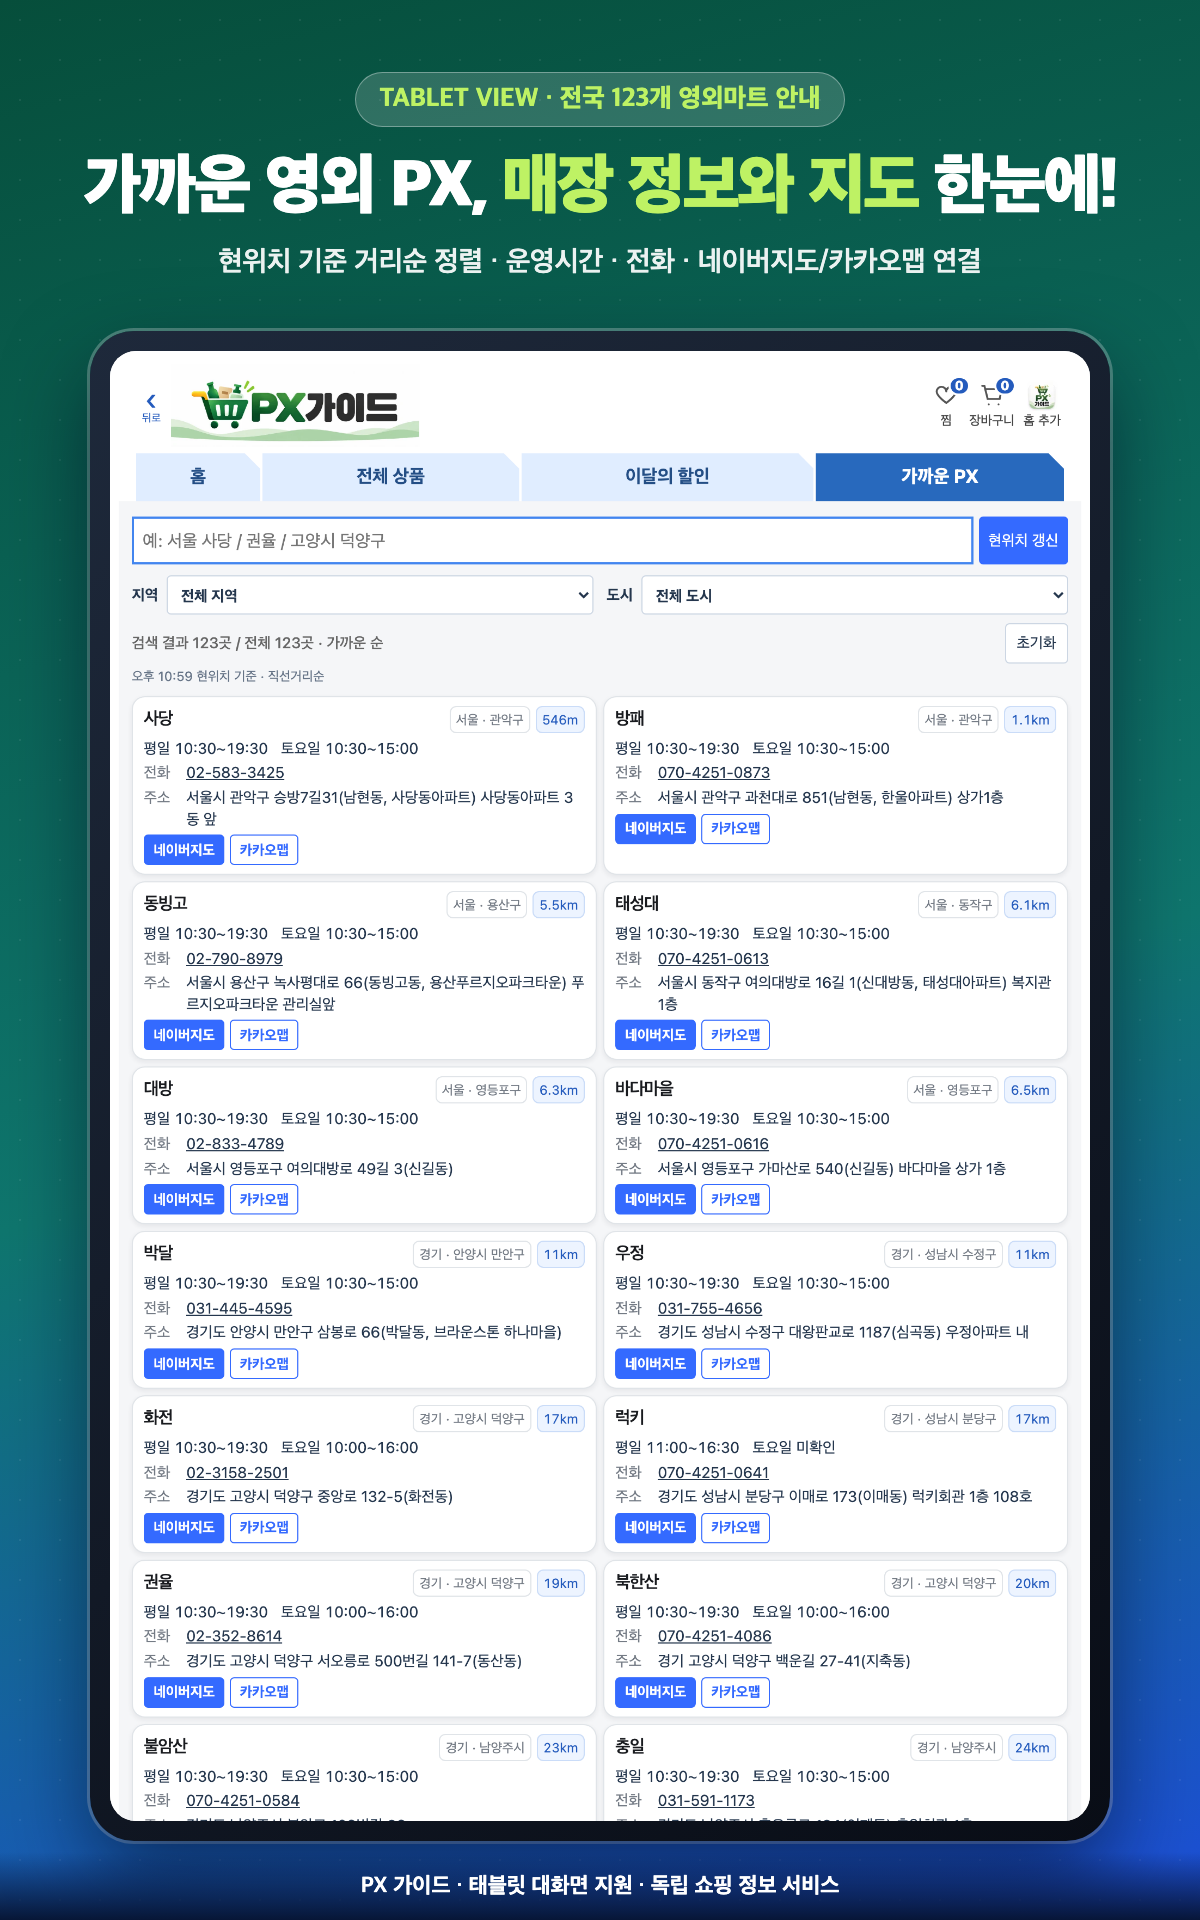 TABLET VIEW · 전국 123개 영외마트 안내
가까운 영외 PX, 매장 정보와 지도 한눈에!
현위치 기준 거리순 정렬 · 운영시간 · 전화 · 네이버지도/카카오맵 연결
뒤로
PX가이드
0
찜
0
장바구니
PX
가이드
홈 추가
홈
전체 상품
이달의 할인
가까운 PX
예: 서울 사당 / 권율 / 고양시 덕양구
현위치 갱신
지역
전체 지역
도시
전체 도시
검색 결과 123곳 / 전체 123곳 · 가까운 순
초기화
오후 10:59 현위치 기준 · 직선거리순
사당
서울 · 관악구
546m
평일 10:30~19:30 토요일 10:30~15:00
전화 02-583-3425
주소 서울시 관악구 승방7길31(남현동, 사당동아파트) 사당동아파트 3
동 앞
네이버지도
카카오맵
방패
서울 · 관악구
1.1km
평일 10:30~19:30 토요일 10:30~15:00
전화 070-4251-0873
주소 서울시 관악구 과천대로 851(남현동, 한울아파트) 상가1층
네이버지도
카카오맵
동빙고
서울 · 용산구
5.5km
평일 10:30~19:30 토요일 10:30~15:00
전화 02-790-8979
주소 서울시 용산구 녹사평대로 66(동빙고동, 용산푸르지오파크타운) 푸
르지오파크타운 관리실앞
네이버지도
카카오맵
태성대
서울 · 동작구
6.1km
평일 10:30~19:30 토요일 10:30~15:00
전화 070-4251-0613
주소 서울시 동작구 여의대방로 16길 1(신대방동, 태성대아파트) 복지관
1층
네이버지도
카카오맵
대방
서울 · 영등포구
6.3km
평일 10:30~19:30 토요일 10:30~15:00
전화 02-833-4789
주소 서울시 영등포구 여의대방로 49길 3(신길동)
네이버지도
카카오맵
바다마을
서울 · 영등포구
6.5km
평일 10:30~19:30 토요일 10:30~15:00
전화 070-4251-0616
주소 서울시 영등포구 가마산로 540(신길동) 바다마을 상가 1층
네이버지도
카카오맵
박달
경기 · 안양시 만안구
11km
평일 10:30~19:30 토요일 10:30~15:00
전화 031-445-4595
주소 경기도 안양시 만안구 삼봉로 66(박달동, 브라운스톤 하나마을)
네이버지도
카카오맵
우정
경기 · 성남시 수정구
11km
평일 10:30~19:30 토요일 10:30~15:00
전화 031-755-4656
주소 경기도 성남시 수정구 대왕판교로 1187(심곡동) 우정아파트 내
네이버지도
카카오맵
화전
경기 · 고양시 덕양구
17km
평일 10:30~19:30 토요일 10:00~16:00
전화 02-3158-2501
주소 경기도 고양시 덕양구 중앙로 132-5(화전동)
네이버지도
카카오맵
럭키
경기 · 성남시 분당구
17km
평일 11:00~16:30 토요일 미확인
전화 070-4251-0641
주소 경기도 성남시 분당구 이매로 173(이매동) 럭키회관 1층 108호
네이버지도
카카오맵
권율
경기 · 고양시 덕양구
19km
평일 10:30~19:30 토요일 10:00~16:00
전화 02-352-8614
주소 경기도 고양시 덕양구 서오릉로 500번길 141-7(동산동)
네이버지도
카카오맵
북한산
경기 · 고양시 덕양구
20km
평일 10:30~19:30 토요일 10:00~16:00
전화 070-4251-4086
주소 경기 고양시 덕양구 백운길 27-41(지축동)
네이버지도
카카오맵
불암산
경기 · 남양주시
23km
평일 10:30~19:30 토요일 10:30~15:00
전화 070-4251-0584
충일
경기 · 남양주시
24km
평일 10:30~19:30 토요일 10:30~15:00
전화 031-591-1173
PX 가이드 · 태블릿 대화면 지원 · 독립 쇼핑 정보 서비스